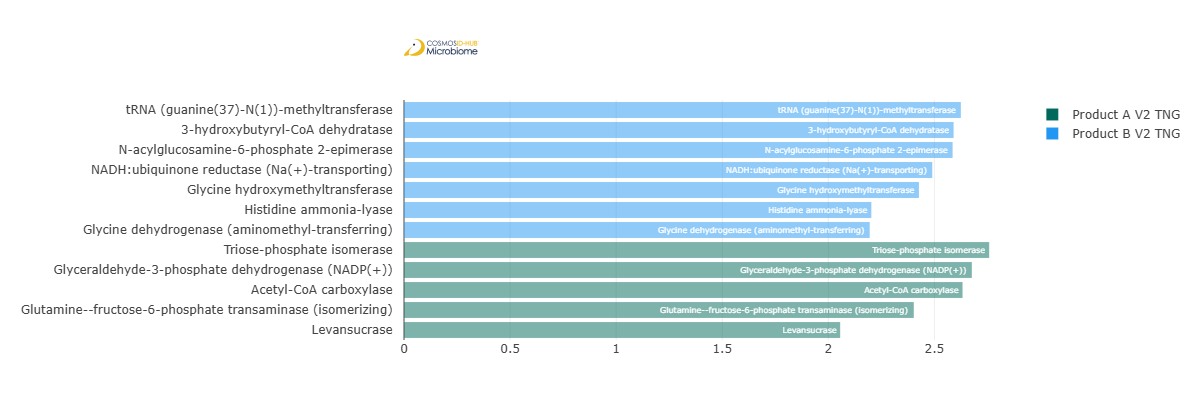 COSMOSID-HUB
Microbiome
tRNA (guanine(37)-N(1))-methyltransferase
tRNA (guanine(37)-N(1))-methyltransferase
3-hydroxybutyryl-CoA dehydratase
3-hydroxybutyryl-CoA dehydratase
N-acylglucosamine-6-phosphate 2-epimerase
N-acylglucosamine-6-phosphate 2-epimerase
NADH:ubiquinone reductase (Na(+)-transporting)
NADH:ubiquinone reductase (Na(+)-transporting)
Glycine hydroxymethyltransferase
Glycine hydroxymethyltransferase
Histidine ammonia-lyase
Histidine ammonia-lyase
Glycine dehydrogenase (aminomethyl-transferring)
Glycine dehydrogenase (aminomethyl-transferring)
Triose-phosphate isomerase
Triose-phosphate isomerase
Glyceraldehyde-3-phosphate dehydrogenase (NADP(+))
Glyceraldehyde-3-phosphate dehydrogenase (NADP(+))
Acetyl-CoA carboxylase
Acetyl-CoA carboxylase
Glutamine--fructose-6-phosphate transaminase (isomerizing)
Glutamine--fructose-6-phosphate transaminase (isomerizing)
Levansucrase
Levansucrase
0 0.5 1 1.5 2 2.5
Product A V2 TNG
Product B V2 TNG